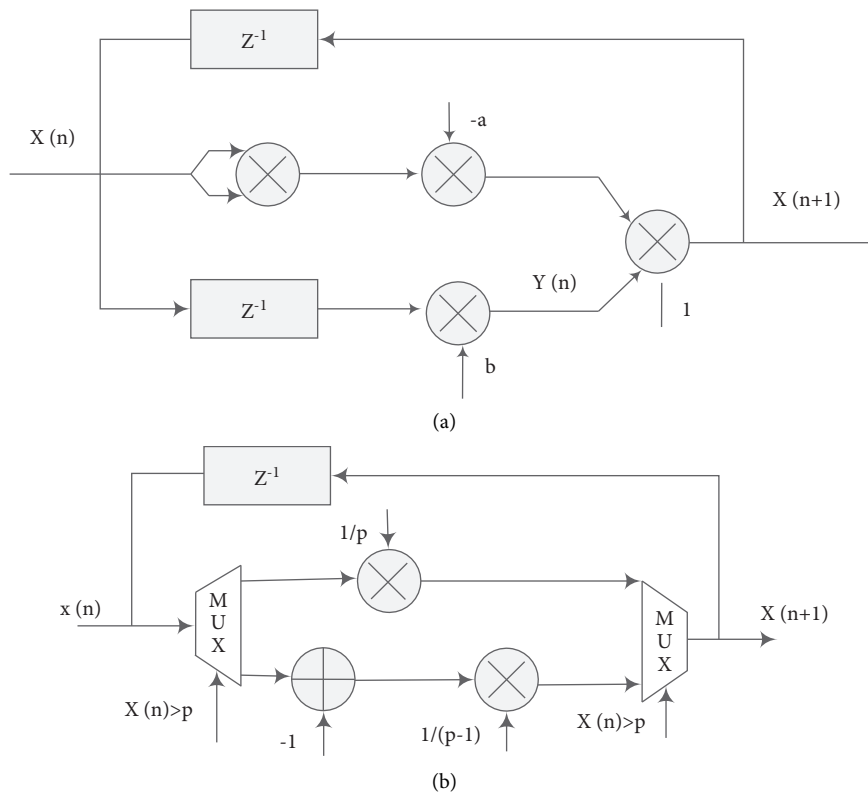 Z⁻¹
-a
X (n)
X (n+1)
Z⁻¹
Y (n)
1
b
(a)
Z⁻¹
1/p
x (n)
M
U
X
M
U
X
X (n+1)
X (n)>p
-1
1/(p-1)
X (n)>p
(b)